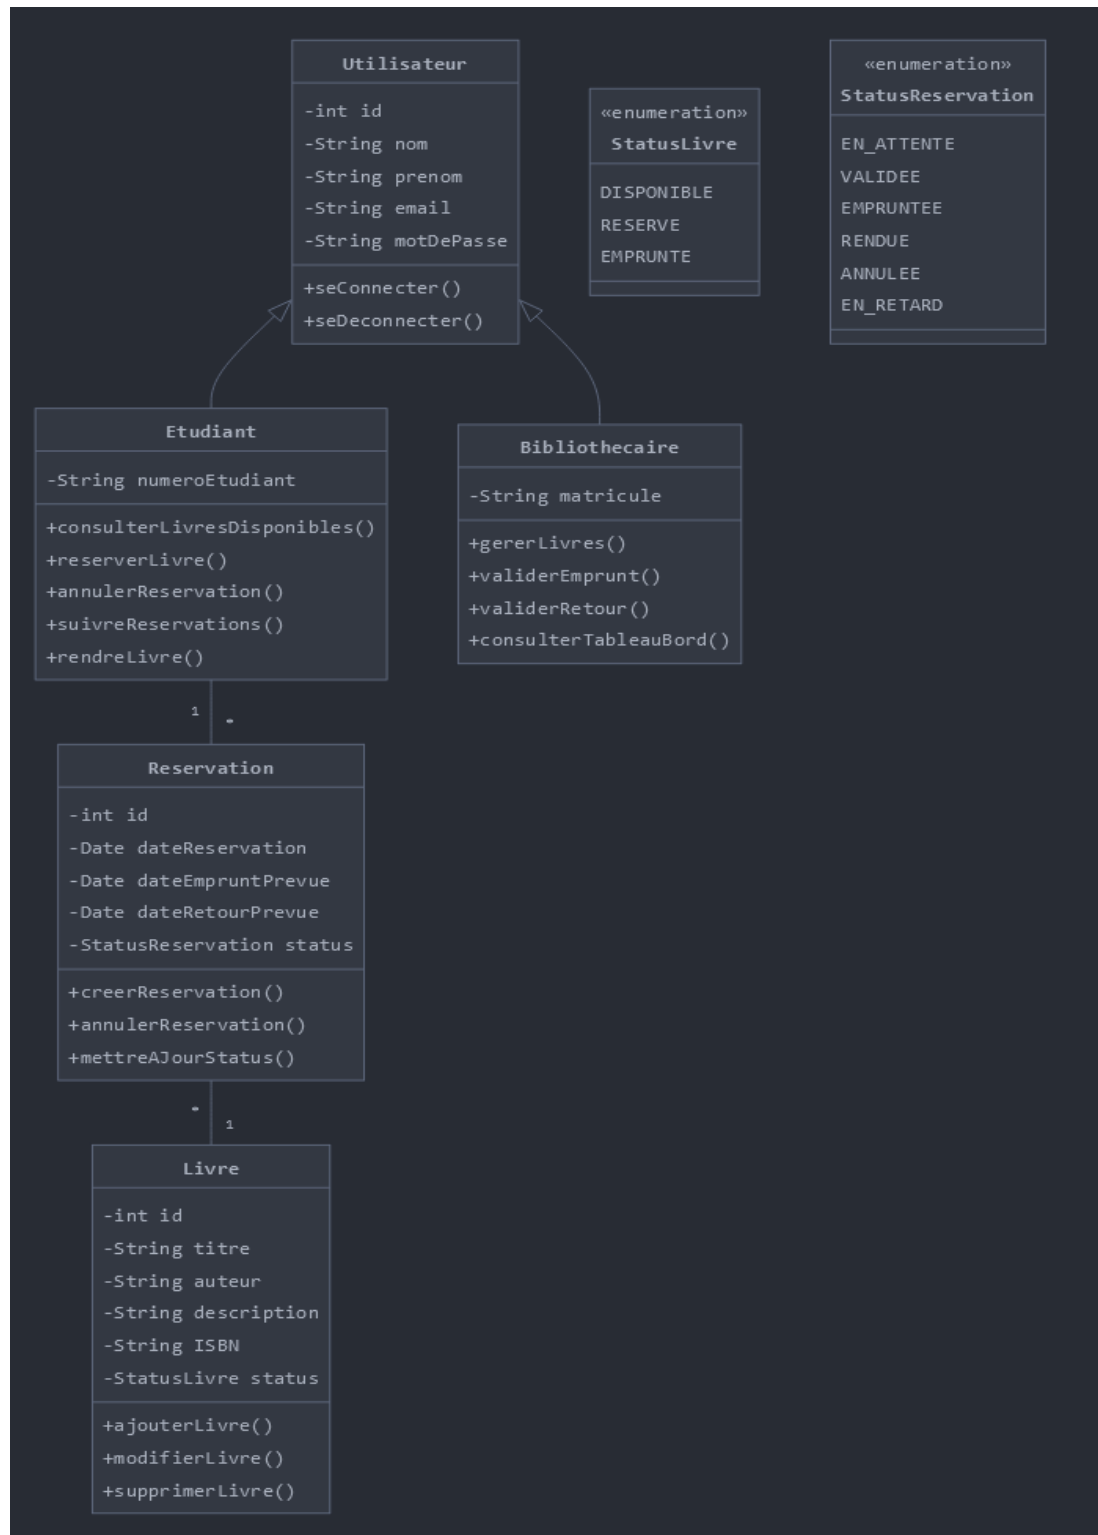 Utilisateur
-int id
-String nom
-String prenom
-String email
-String motDePasse
+seConnecter()
+seDeconnecter()
«enumeration»
StatusLivre
DISPONIBLE
RESERVE
EMPRUNTE
«enumeration»
StatusReservation
EN_ATTENTE
VALIDEE
EMPRUNTEE
RENDUE
ANNULEE
EN_RETARD
Etudiant
-String numeroEtudiant
+consulterLivresDisponibles()
+reserverLivre()
+annulerReservation()
+suivreReservations()
+rendreLivre()
Bibliothecaire
-String matricule
+gererLivres()
+validerEmprunt()
+validerRetour()
+consulterTableauBord()
1
*
Reservation
-int id
-Date dateReservation
-Date dateEmpruntPrevue
-Date dateRetourPrevue
-StatusReservation status
+creerReservation()
+annulerReservation()
+mettreAJourStatus()
*
1
Livre
-int id
-String titre
-String auteur
-String description
-String ISBN
-StatusLivre status
+ajouterLivre()
+modifierLivre()
+supprimerLivre()